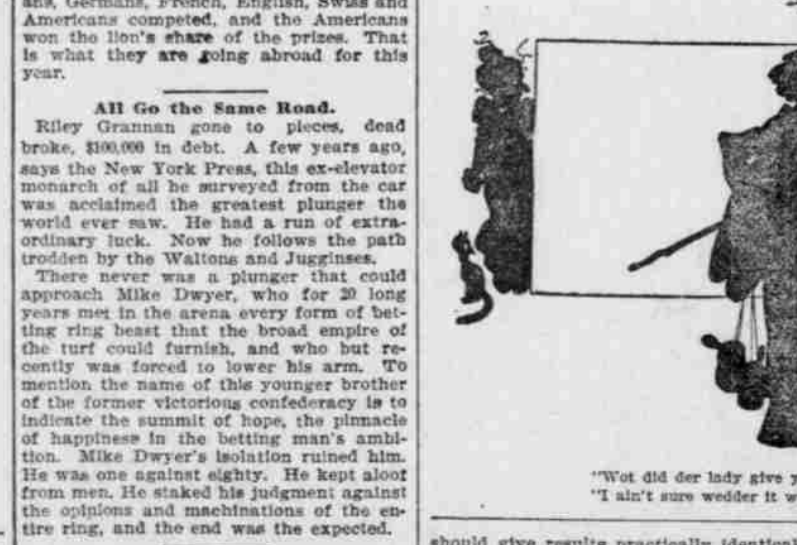 ans, Germans, French, English, Swiss and
Americans competed, and the Americans
won the lion's share of the prizes. That
is what they are going abroad for this
year.
All Go the Same Road.
Riley Grannan gone to pieces, dead
broke, $100,000 in debt. A few years ago,
says the New York Press, this ex-elevator
monarch of all he surveyed from the car
was acclaimed the greatest plunger the
world ever saw. He had a run of extra-
ordinary luck. Now he follows the path
trodden by the Waltons and Jugginses.
There never was a plunger that could
approach Mike Dwyer, who for 20 long
years met in the arena every form of bet-
ting ring beast that the broad empire of
the turf could furnish, and who but re-
cently was forced to lower his arm. To
mention the name of this younger brother
of the former victorious confederacy is to
indicate the summit of hope, the pinnacle
of happiness in the betting man's ambi-
tion. Mike Dwyer's isolation ruined him.
He was one against eighty. He kept aloof
from men. He staked his judgment against
the opinions and machinations of the en-
tire ring, and the end was the expected.
"Wot did der lady give y
"I ain't sure wedder it w
should give results practically identical